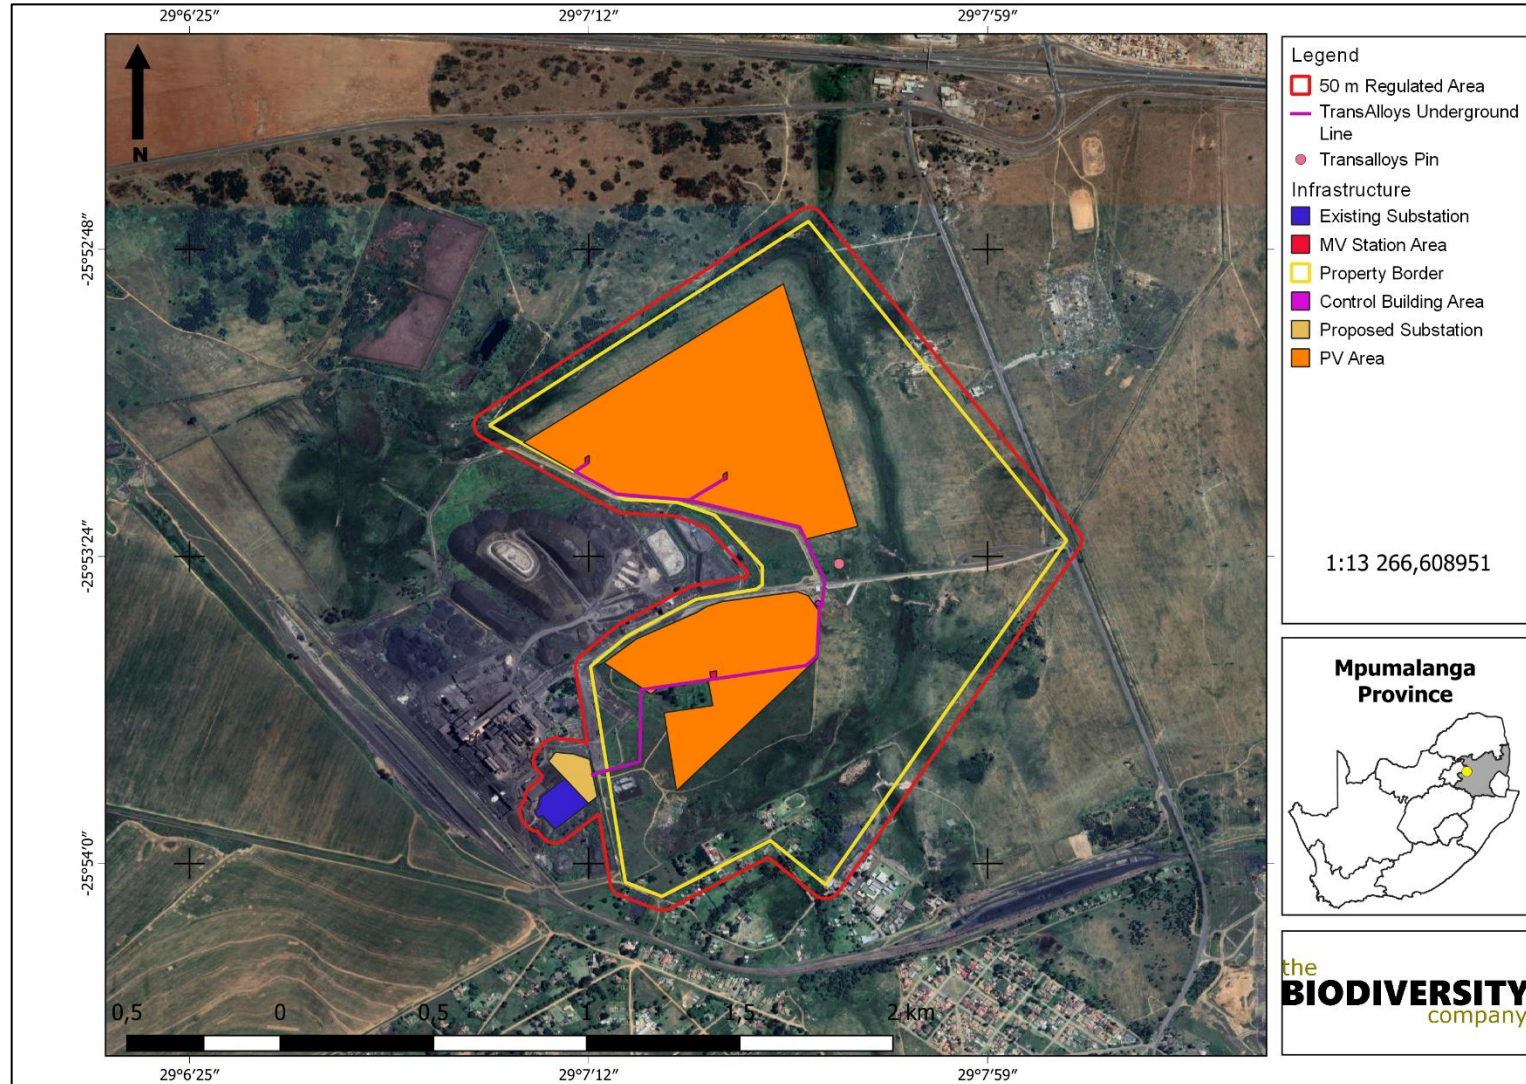 29°6′25″
29°7′12″
29°7′59″
N
-25°52′48″
-25°53′24″
-25°54′0″
0,5
0
0,5
1
1,5
2 km
29°6′25″
29°7′12″
29°7′59″
Legend
50 m Regulated Area
TransAlloys Underground
Line
Transalloys Pin
Infrastructure
Existing Substation
MV Station Area
Property Border
Control Building Area
Proposed Substation
PV Area
1:13 266,608951
Mpumalanga
Province
the
BIODIVERSITY
company